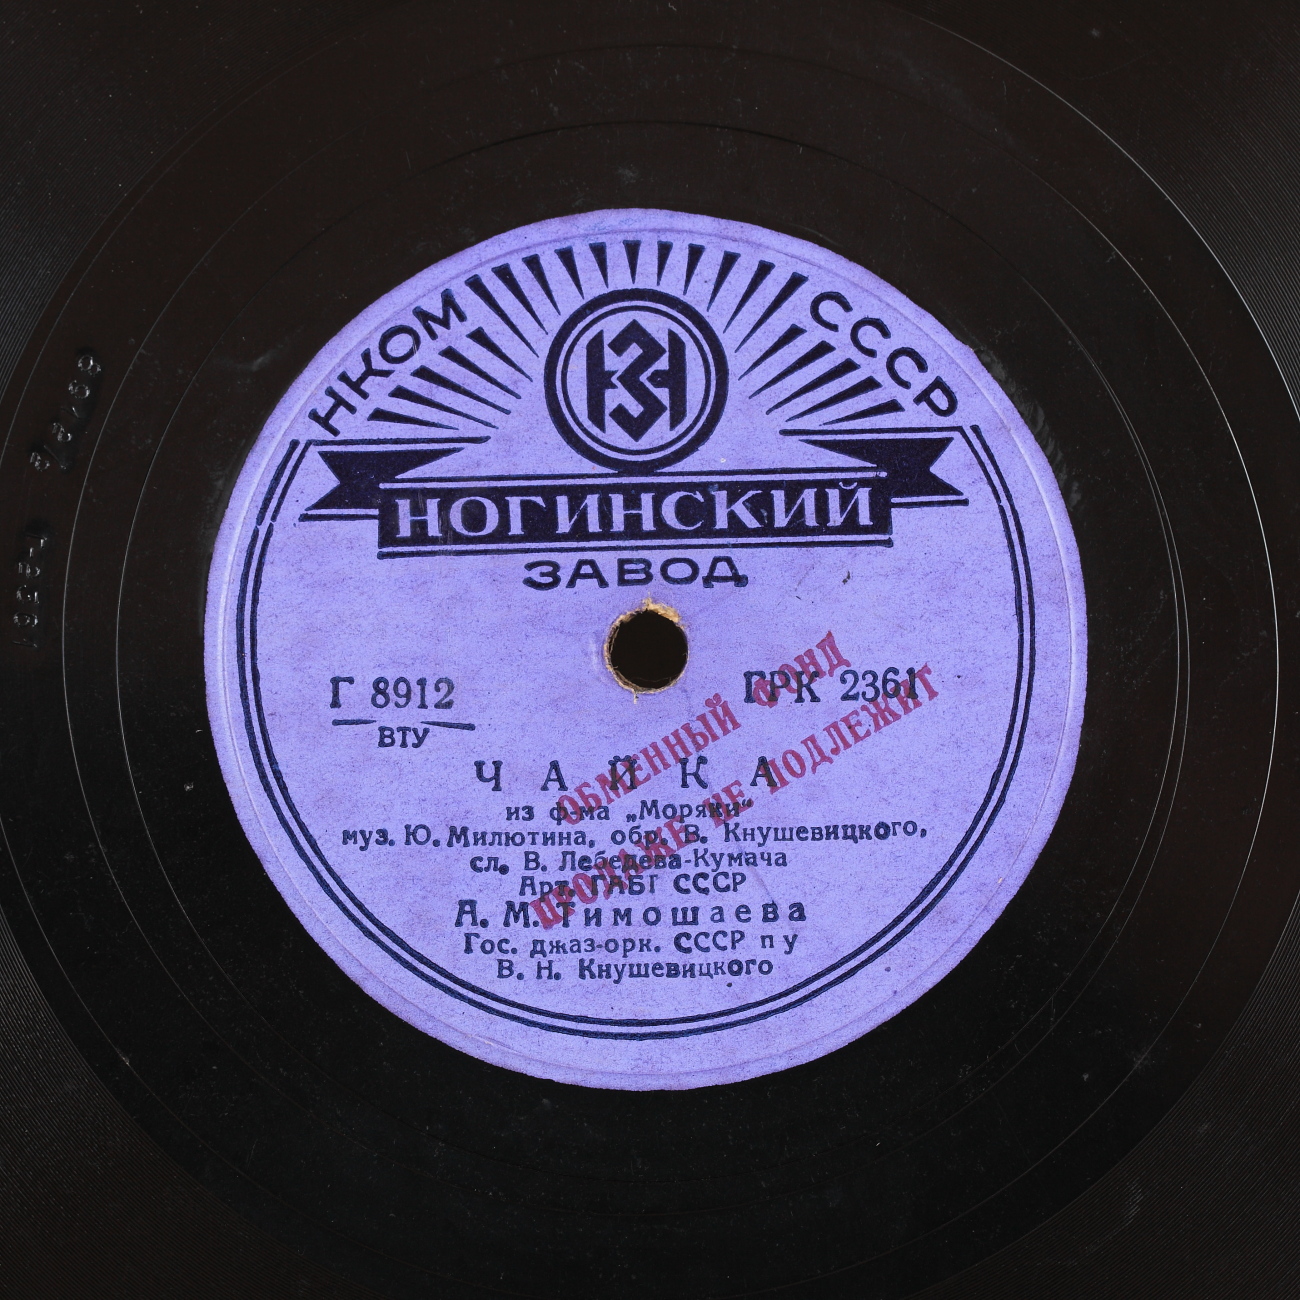 НКОМ СССР
НЗ
НОГИНСКИЙ
ЗАВОД
Г 8912
ГРК 2361
ВТУ
ЧАЙКА
из ф-ма „Моряки“
муз. Ю. Милютина, обр. В. Кнушевицкого,
сл. В. Лебедева-Кумача
Арт. ГАБТ СССР
А. М. Тимошаева
Гос. джаз-орк. СССР п у
В. Н. Кнушевицкого
ОБМЕННЫЙ ФОНД
ПРОДАЖЕ НЕ ПОДЛЕЖИТ